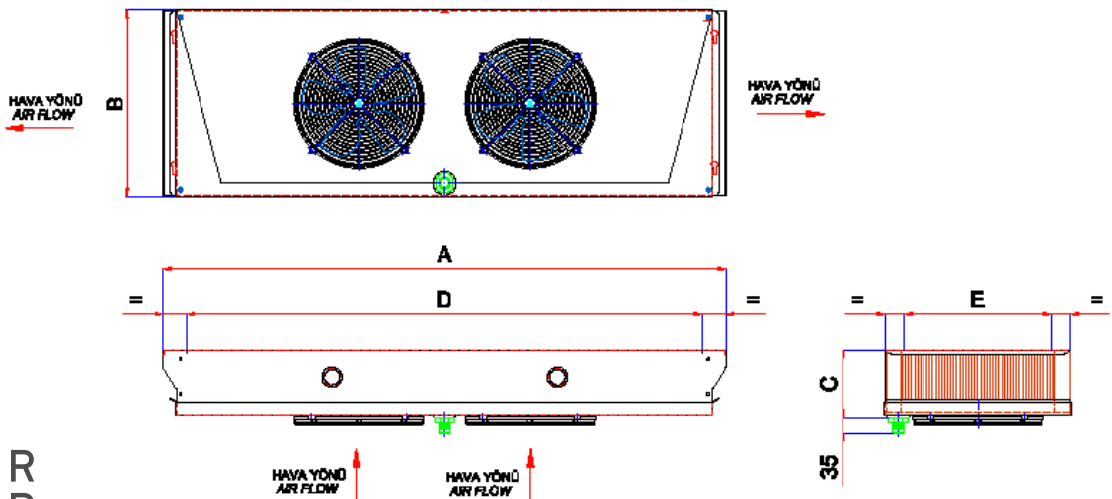 HAVA YÖNÜ
AIR FLOW
B
HAVA YÖNÜ
AIR FLOW
A
=
D
=
=
E
=
C
35
R
HAVA YÖNÜ
AIR FLOW
HAVA YÖNÜ
AIR FLOW